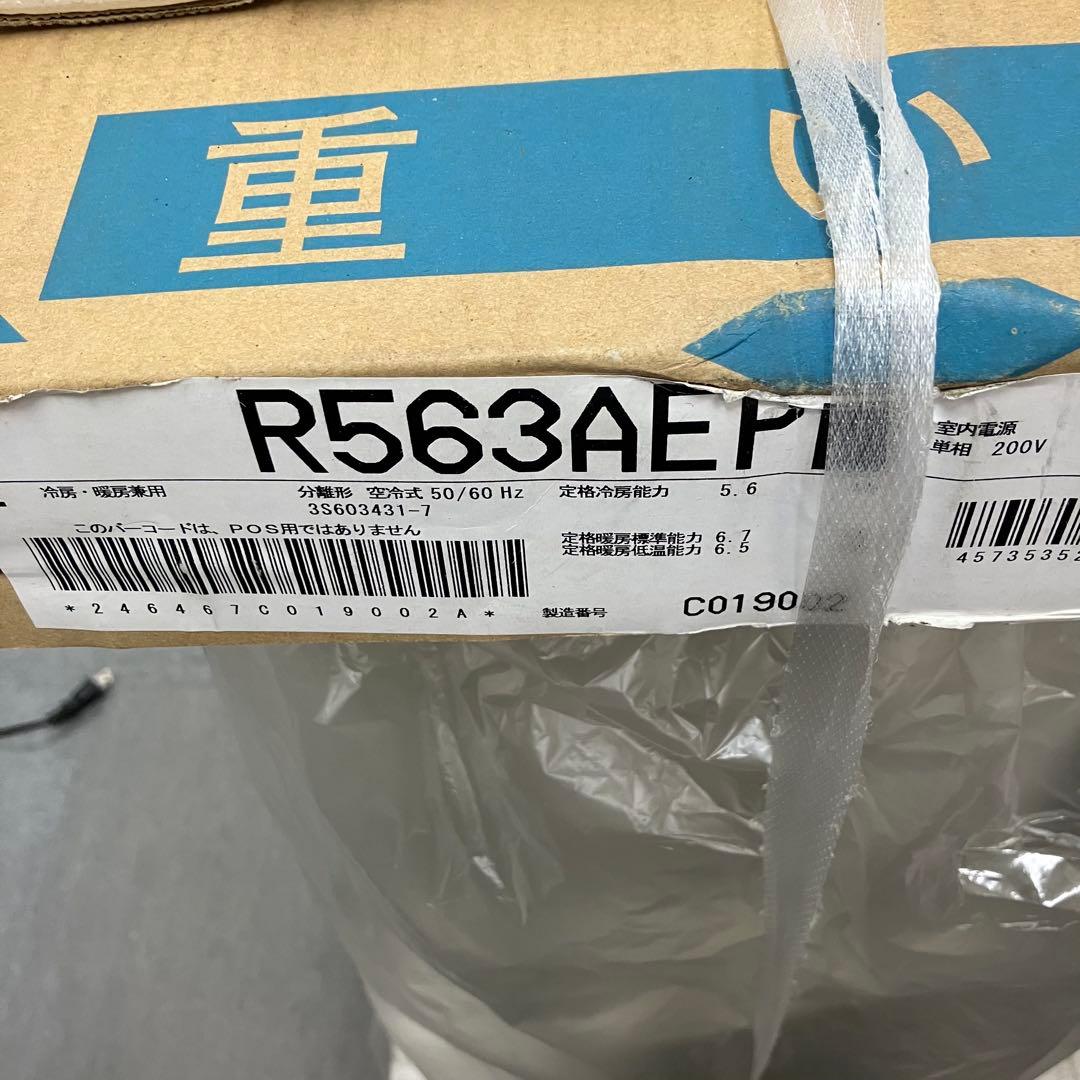 重い
R563AEP
室内電源
単相 200V
冷房・暖房兼用
分離形 空冷式 50/60 Hz
3S603431-7
定格冷房能力 5.6
このバーコードは、POS用ではありません
定格暖房標準能力 6.7
定格暖房低温能力 6.5
*246467C019002A*
製造番号 C019002
45735352